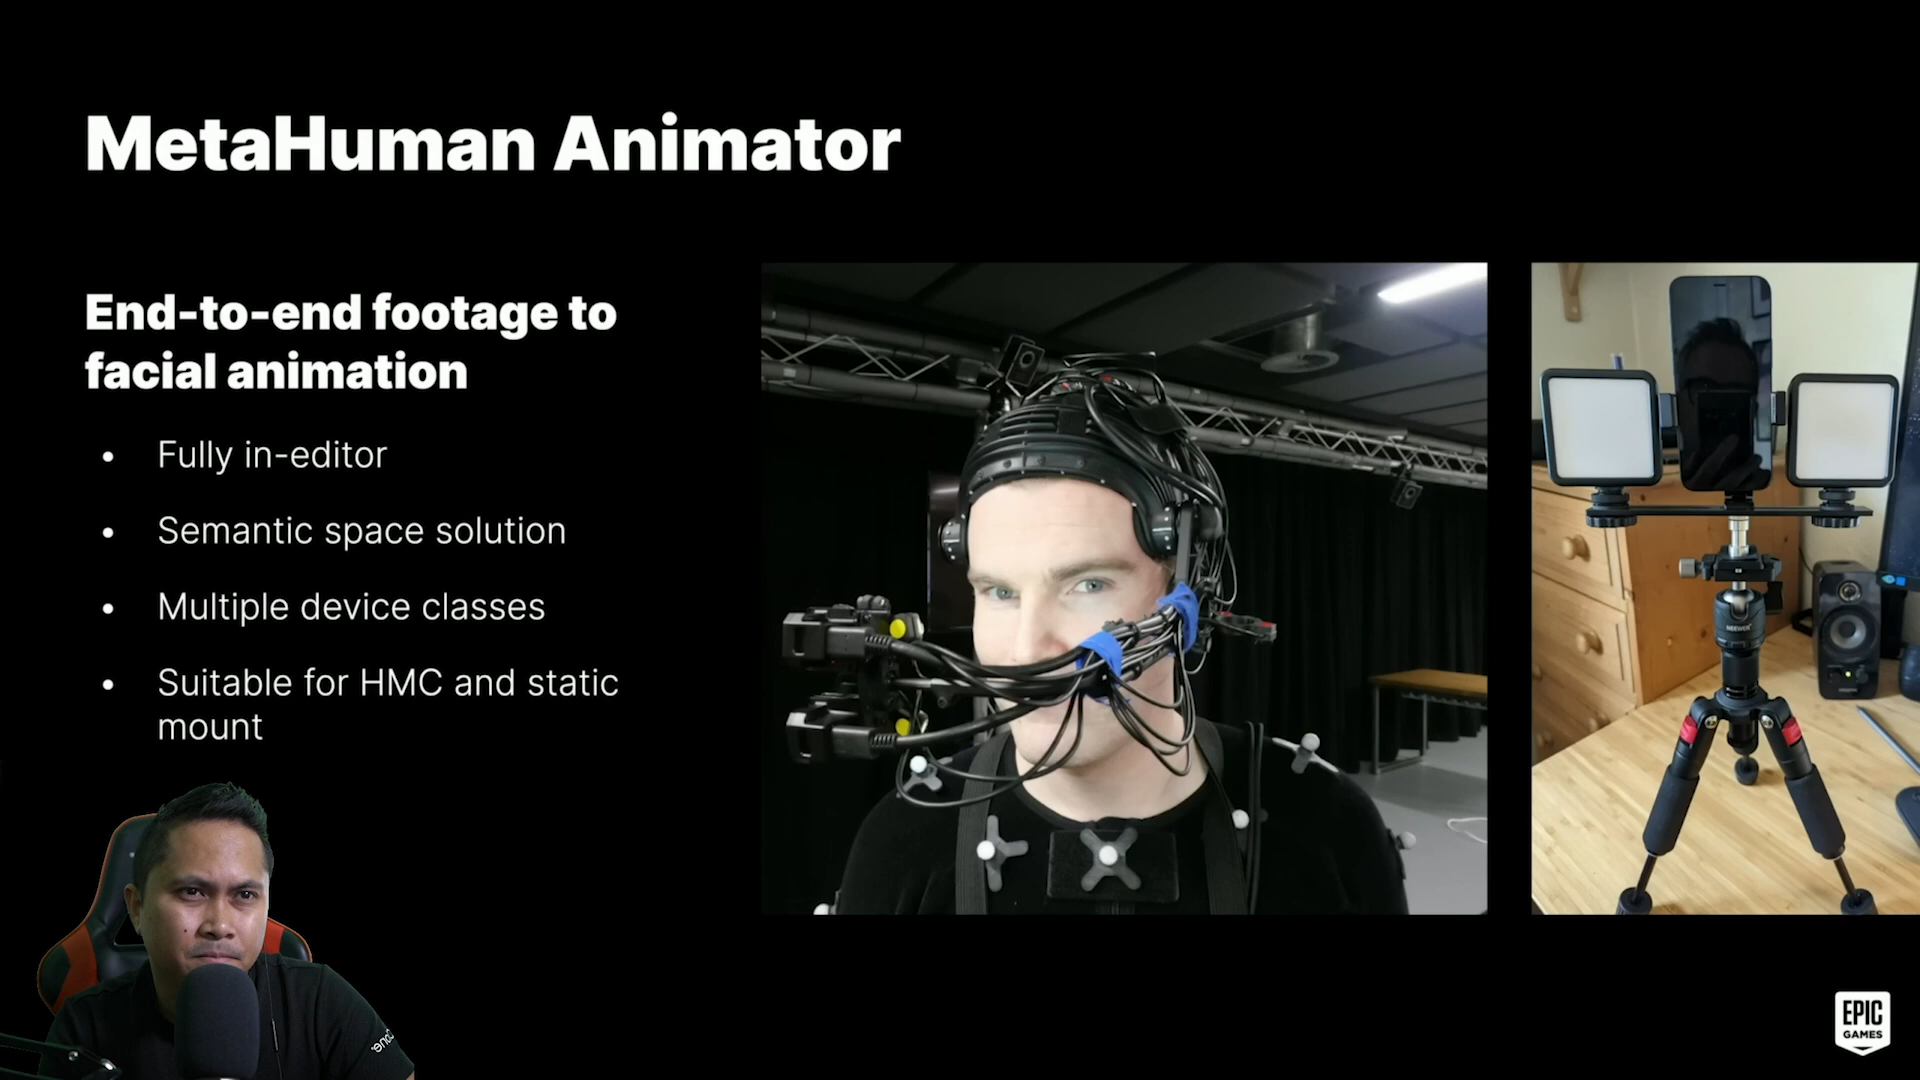 MetaHuman Animator
End-to-end footage to
facial animation
• Fully in-editor
• Semantic space solution
• Multiple device classes
• Suitable for HMC and static
mount
NEEWER
EPIC
GAMES